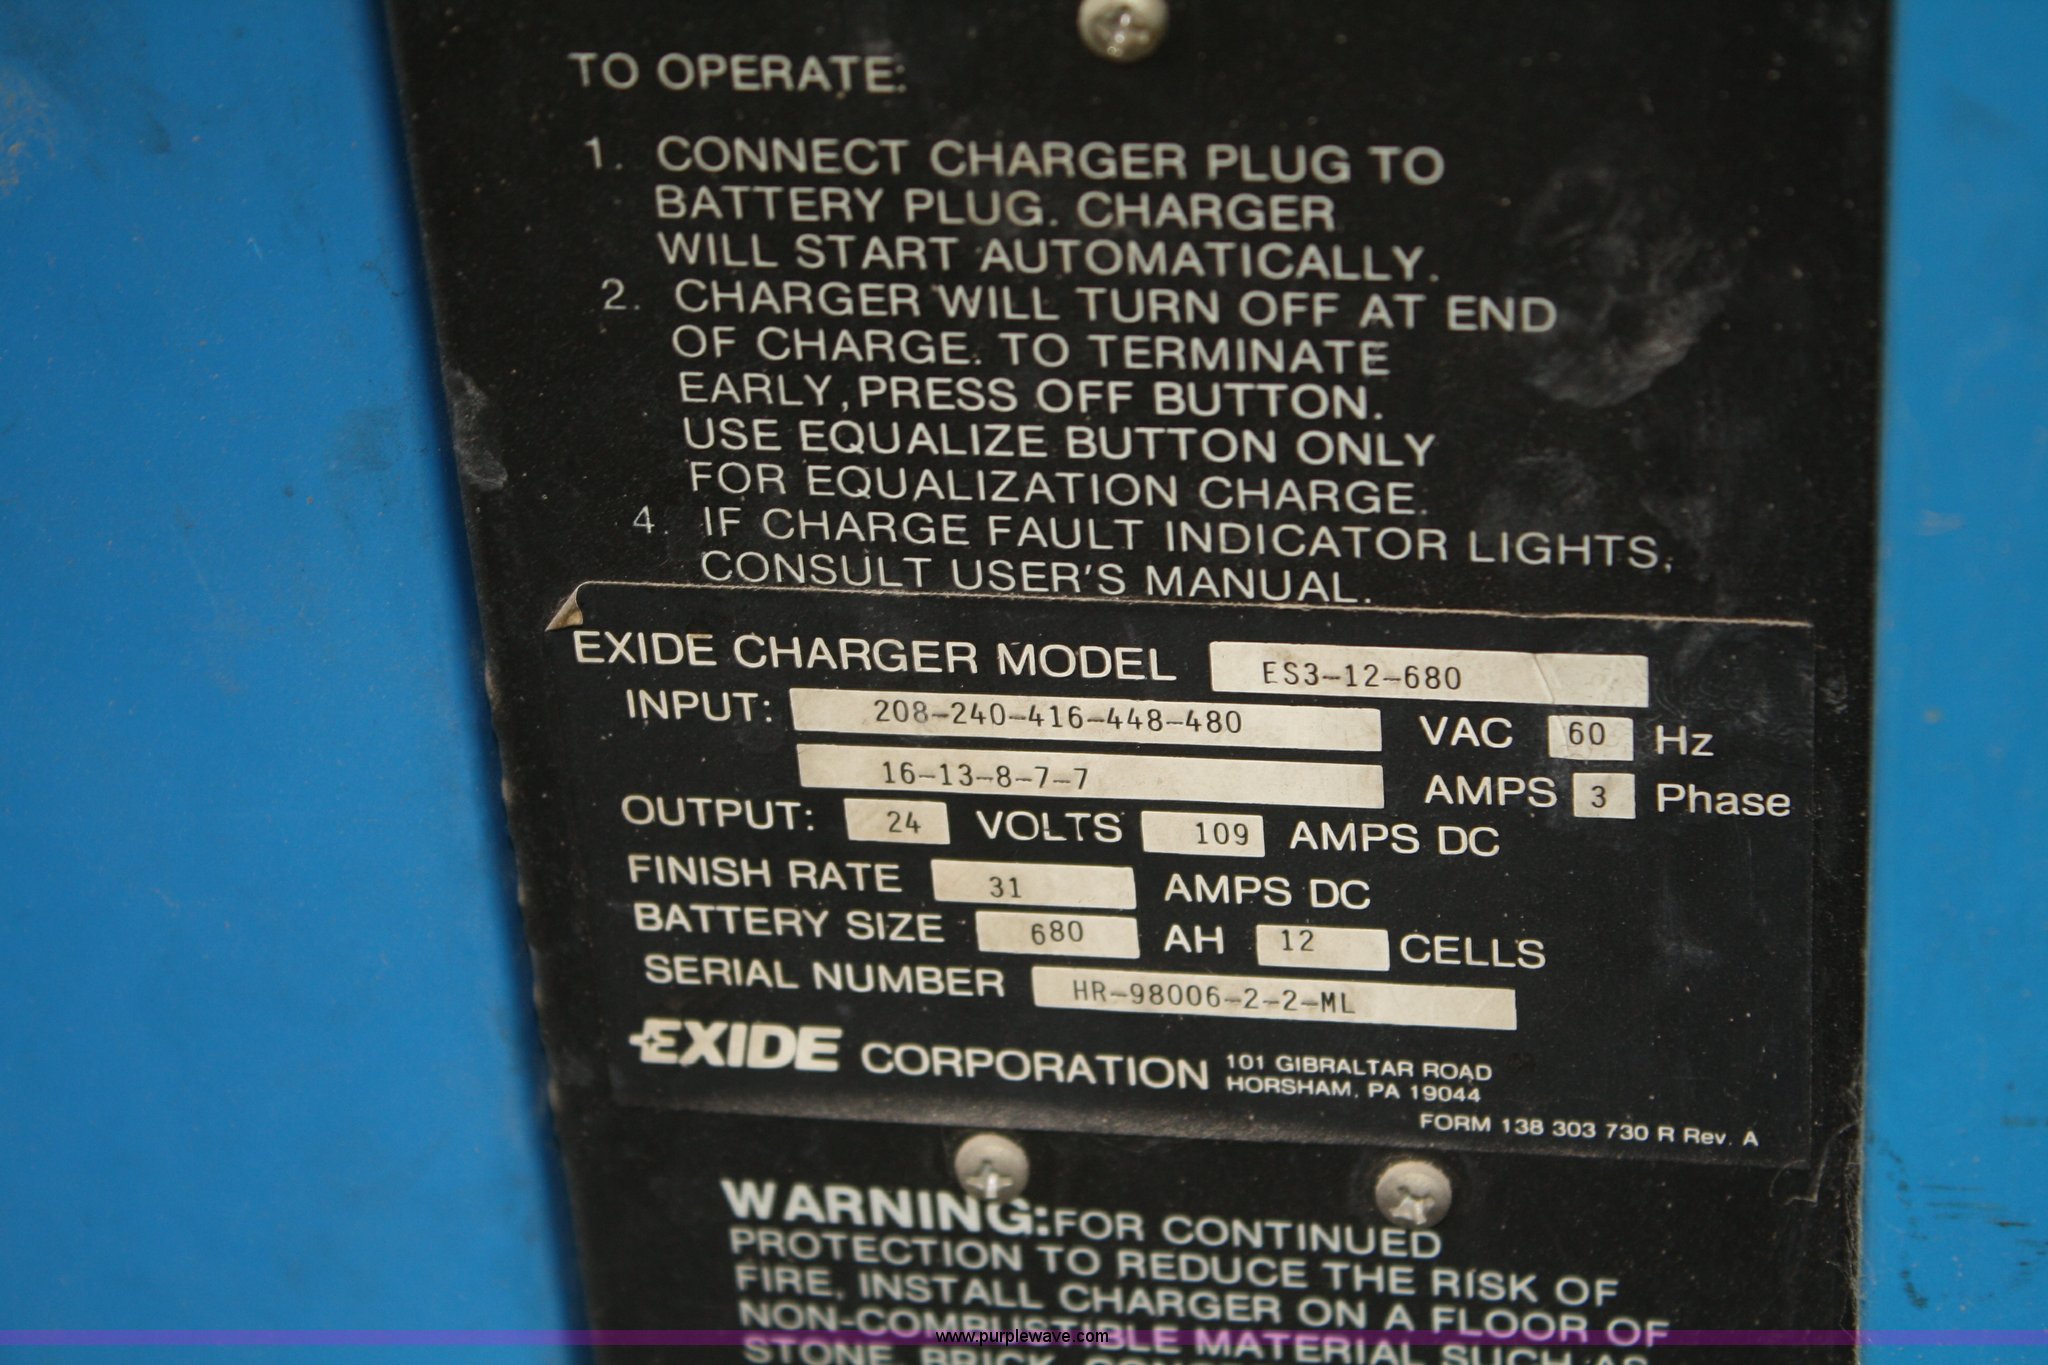 TO OPERATE:
1. CONNECT CHARGER PLUG TO
BATTERY PLUG. CHARGER
WILL START AUTOMATICALLY.
2. CHARGER WILL TURN OFF AT END
OF CHARGE. TO TERMINATE
EARLY, PRESS OFF BUTTON.
USE EQUALIZE BUTTON ONLY
FOR EQUALIZATION CHARGE.
4. IF CHARGE FAULT INDICATOR LIGHTS,
CONSULT USER'S MANUAL.
EXIDE CHARGER MODEL ES3-12-680
INPUT: 208-240-416-448-480 VAC 60 Hz
16-13-8-7-7 AMPS 3 Phase
OUTPUT: 24 VOLTS 109 AMPS DC
FINISH RATE 31 AMPS DC
BATTERY SIZE 680 AH 12 CELLS
SERIAL NUMBER HR-98006-2-2-ML
EXIDE CORPORATION 101 GIBRALTAR ROAD
HORSHAM, PA 19044
FORM 138 303 730 R Rev. A
WARNING: FOR CONTINUED
PROTECTION TO REDUCE THE RISK OF
FIRE, INSTALL CHARGER ON A FLOOR OF
NON-COMBUSTIBLE MATERIAL SUCH AS
STONE, BRICK,
www.purplewave.com